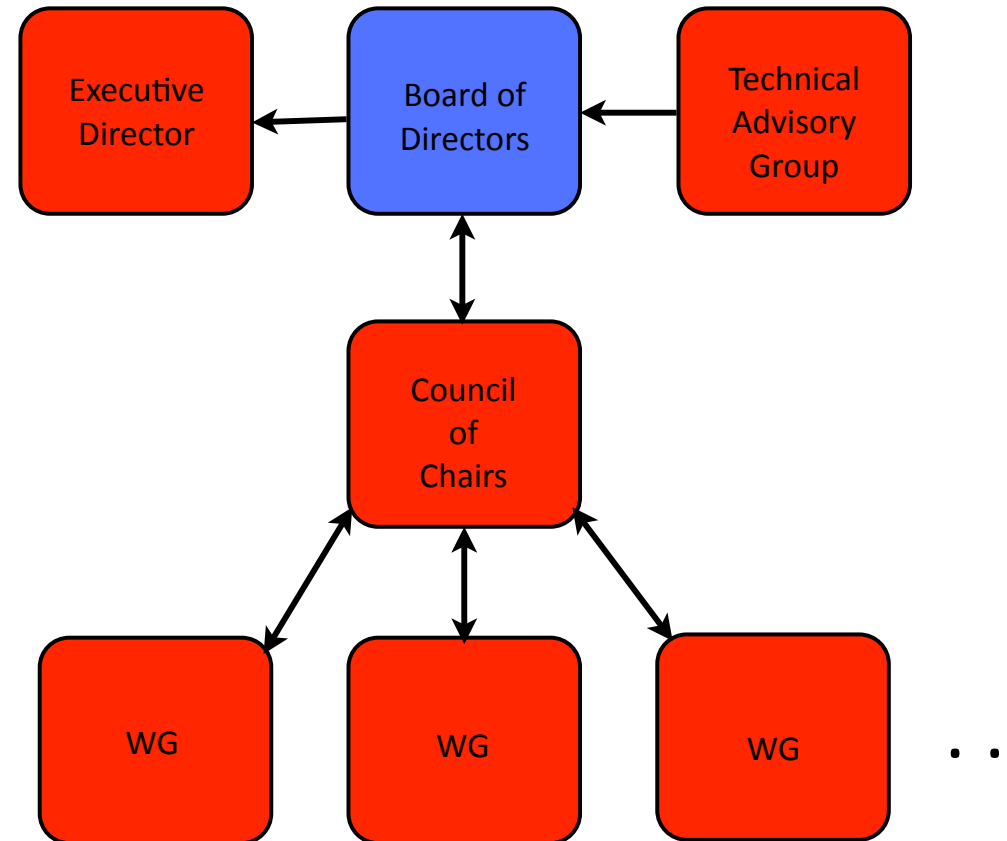 Executive
Director
Board of
Directors
Technical
Advisory
Group
Council
of
Chairs
WG
WG
WG
. .